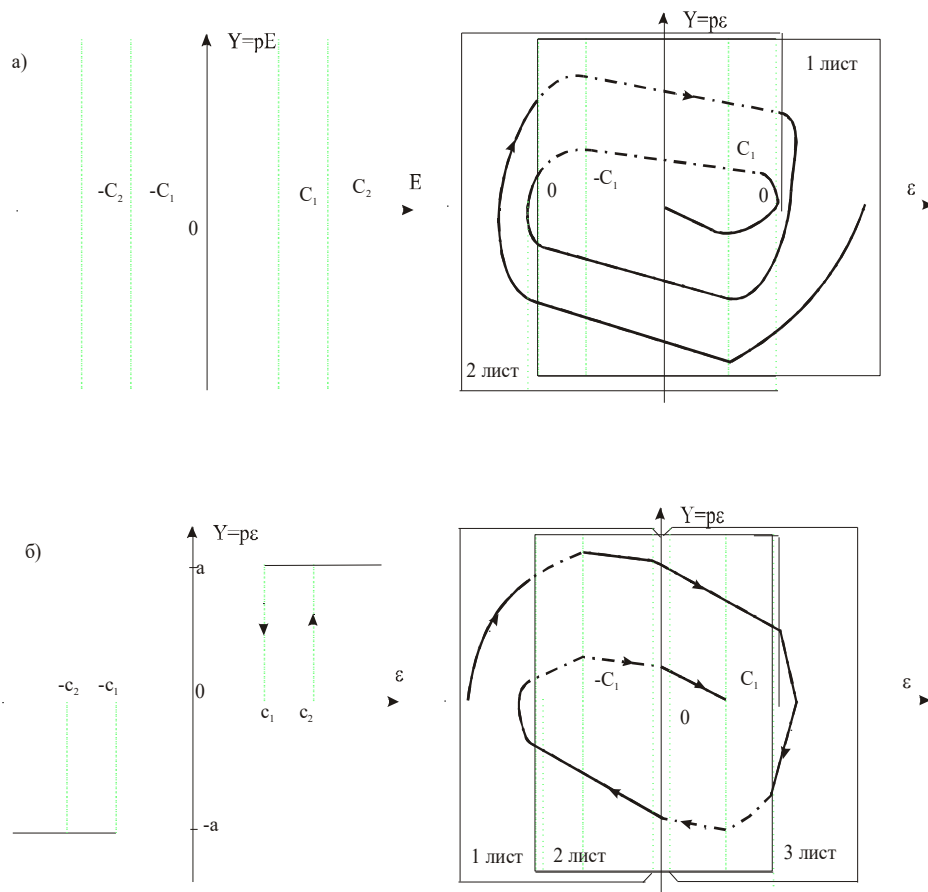 а)
Y=pE
-C₂
-C₁
C₁
C₂
E
0
Y=pε
1 лист
C₁
0
-C₁
0
ε
2 лист
б)
Y=pε
a
-c₂
-c₁
0
c₁
c₂
ε
-a
Y=pε
-C₁
C₁
0
ε
1 лист
2 лист
3 лист